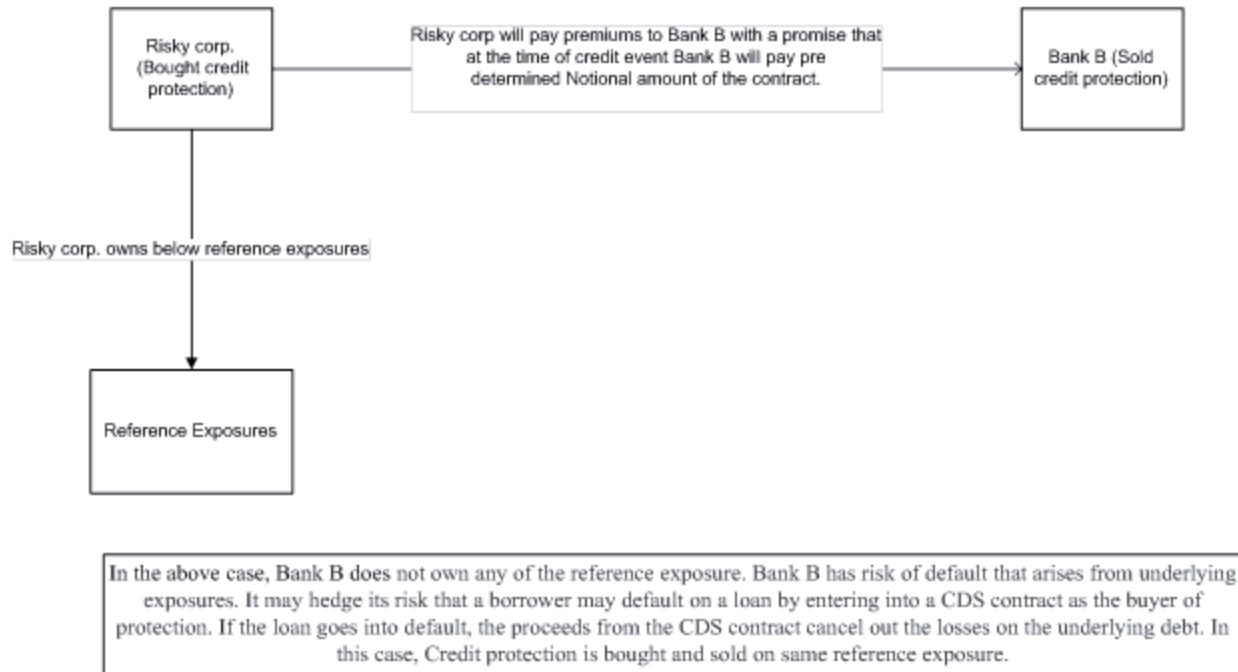 Risky corp.
(Bought credit
protection)
Risky corp will pay premiums to Bank B with a promise that
at the time of credit event Bank B will pay pre
determined Notional amount of the contract.
Bank B (Sold
credit protection)
Risky corp. owns below reference exposures
Reference Exposures
In the above case, Bank B does not own any of the reference exposure. Bank B has risk of default that arises from underlying
exposures. It may hedge its risk that a borrower may default on a loan by entering into a CDS contract as the buyer of
protection. If the loan goes into default, the proceeds from the CDS contract cancel out the losses on the underlying debt. In
this case, Credit protection is bought and sold on same reference exposure.